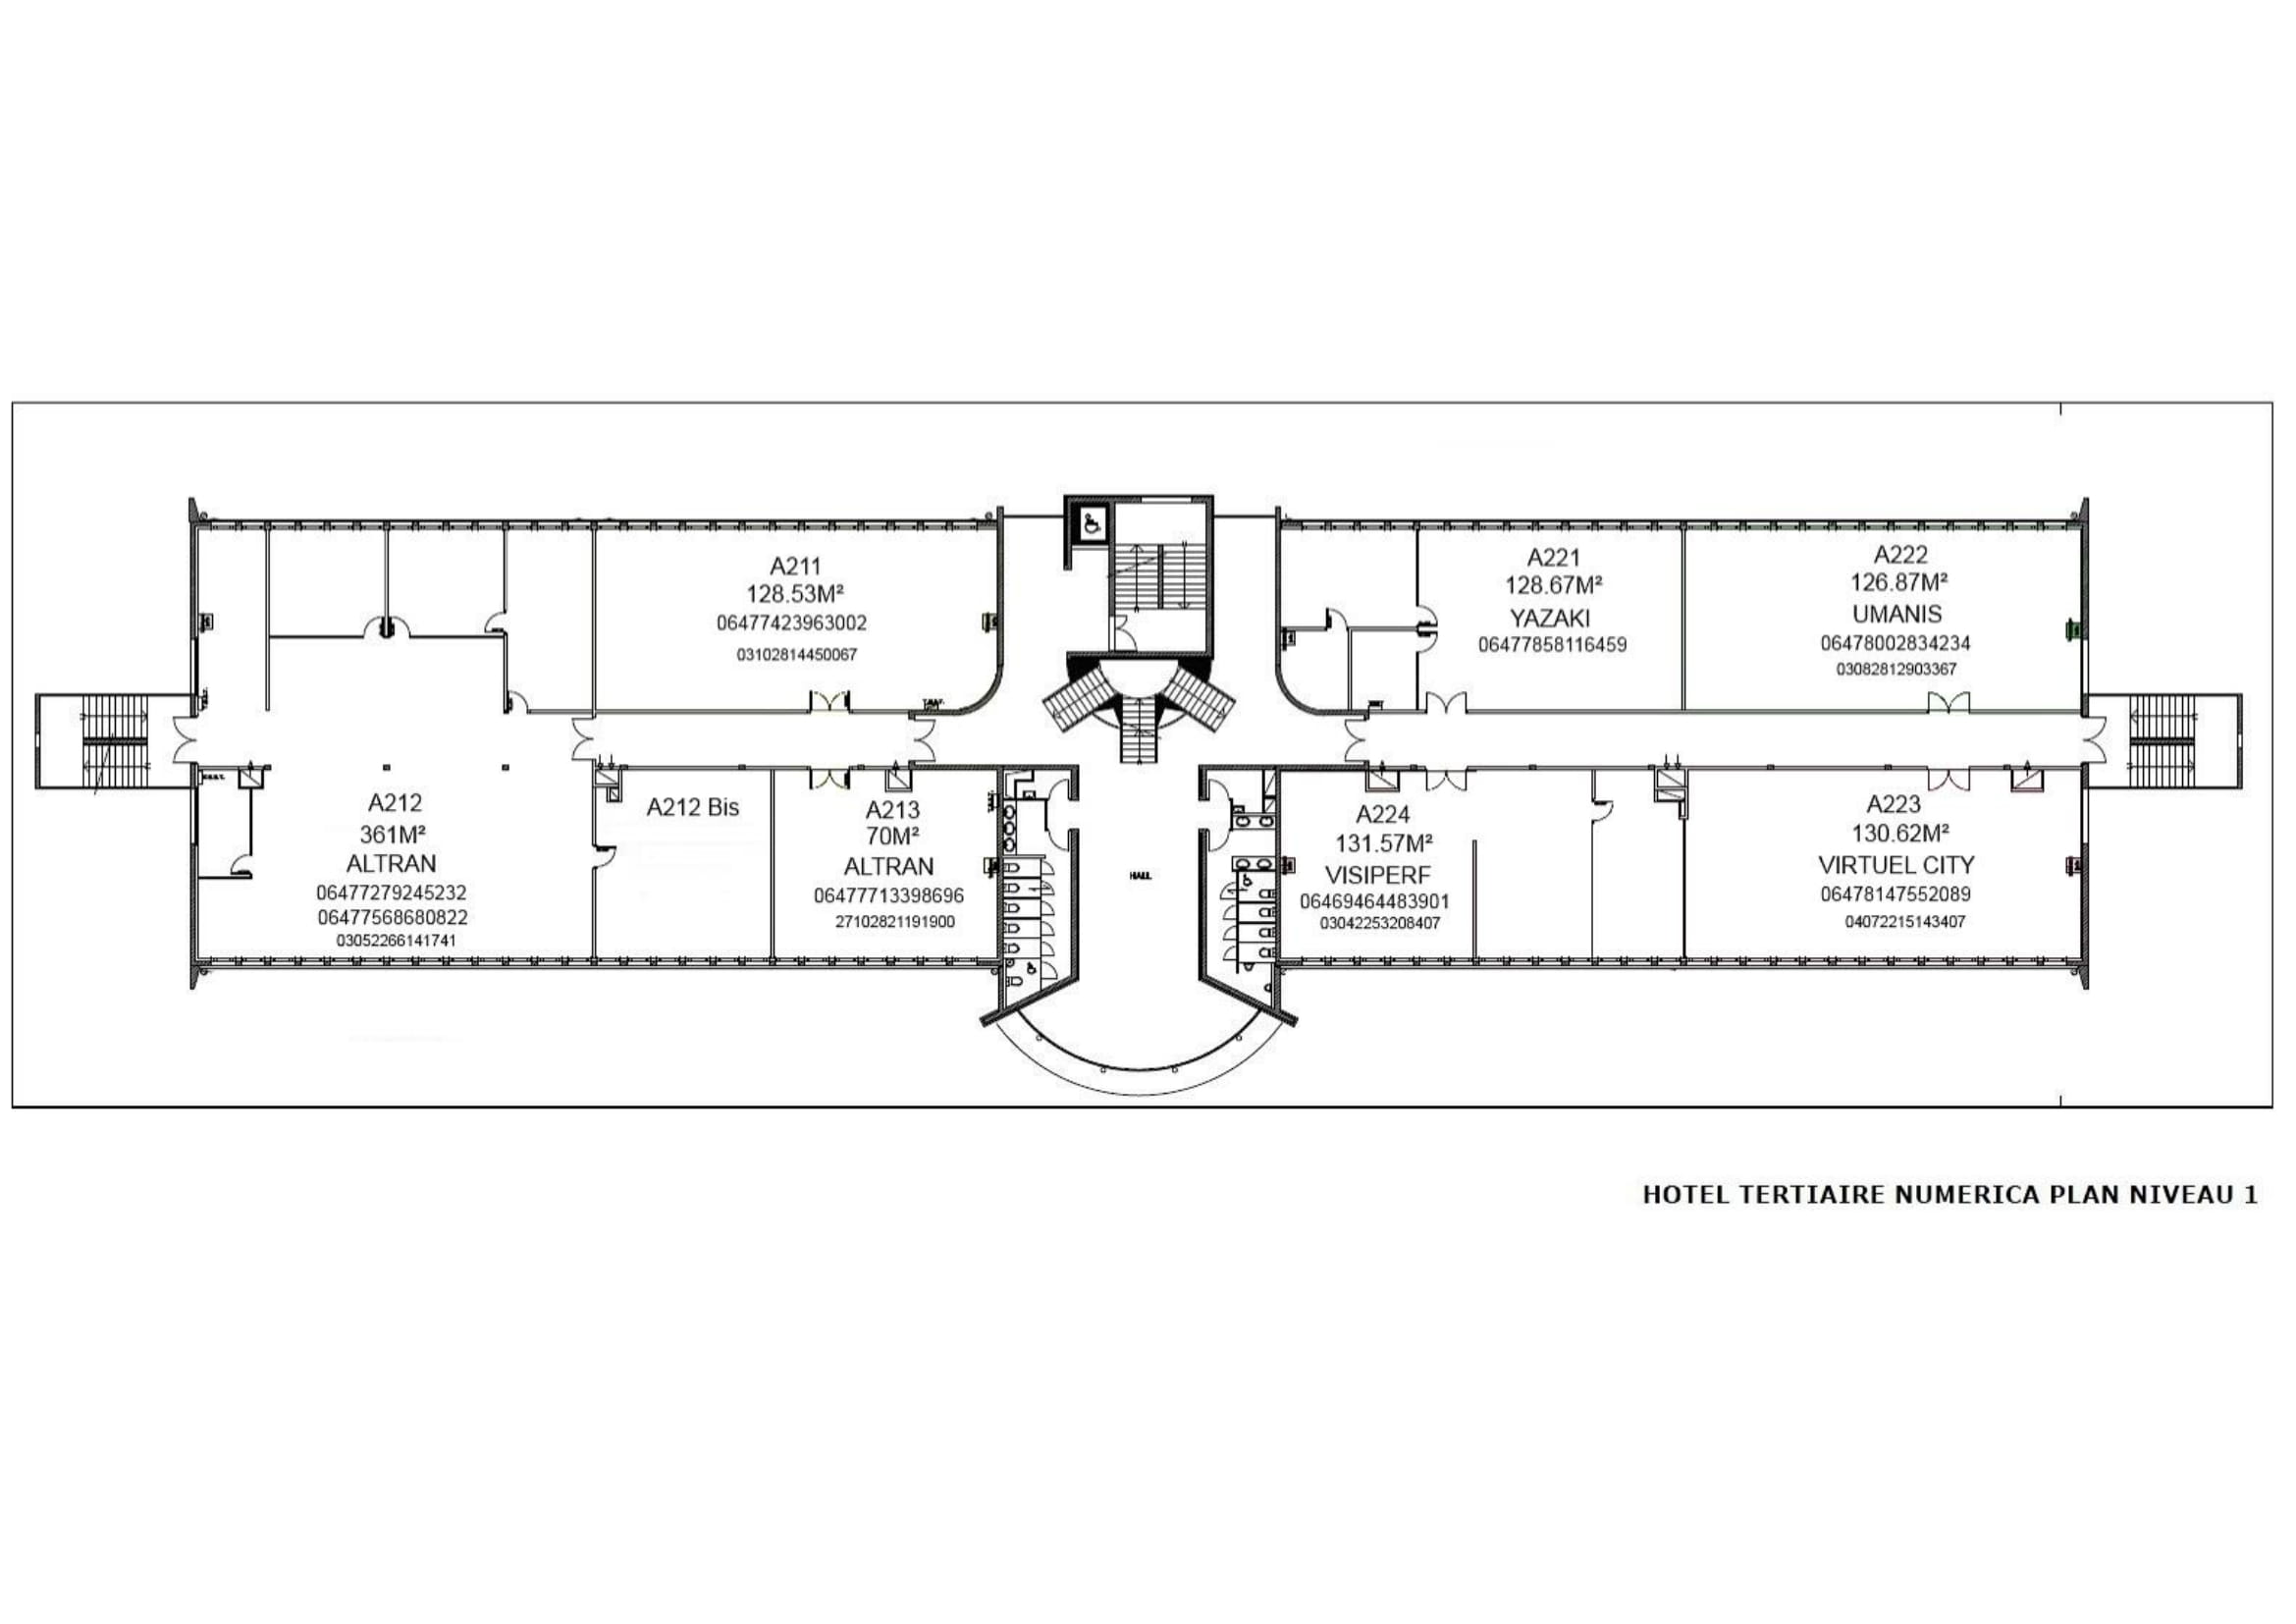 A211
128.53M²
06477423963002
03102814450067
A221
128.67M²
YAZAKI
06477858116459
A222
126.87M²
UMANIS
06478002834234
03082812903367
A212
361M²
ALTRAN
06477279245232
06477568680822
03052266141741
A212 Bis
A213
70M²
ALTRAN
06477713398696
27102821191900
HALL
A224
131.57M²
VISIPERF
06469464483901
03042253208407
A223
130.62M²
VIRTUEL CITY
06478147552089
04072215143407
HOTEL TERTIAIRE NUMERICA PLAN NIVEAU 1